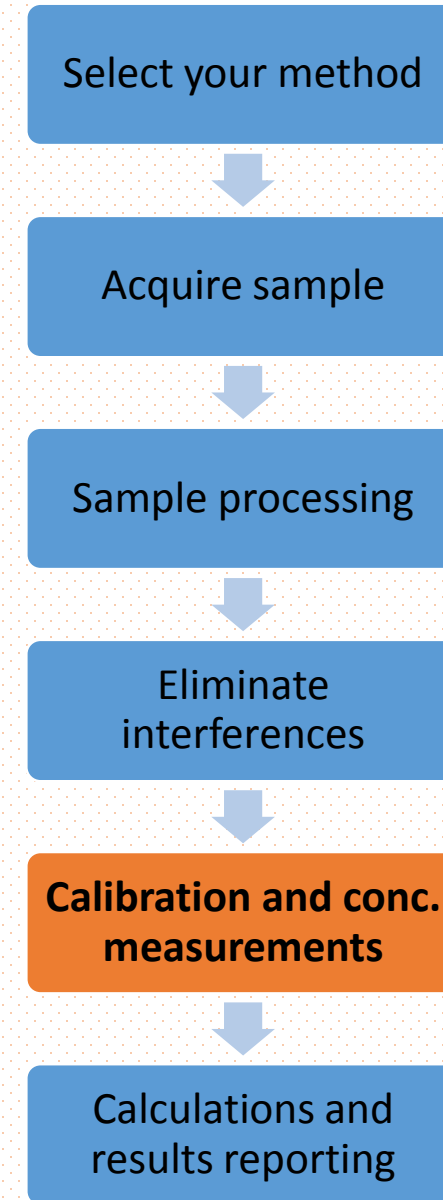 Select your method
Acquire sample
Sample processing
Eliminate
interferences
Calibration and conc.
measurements
Calculations and
results reporting